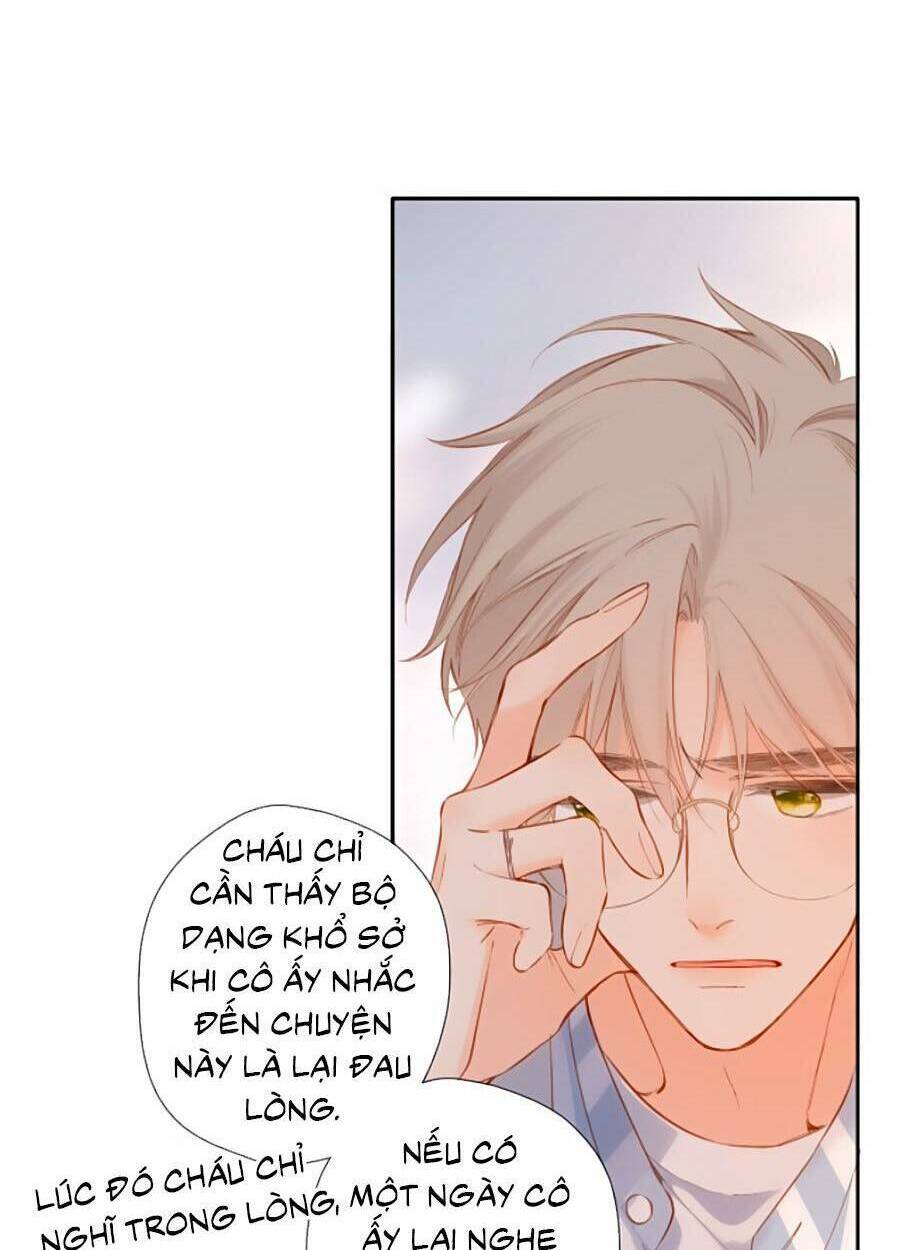 CHÁU CHỈ
CẦN THẤY BỘ
DẠNG KHỔ SỞ
KHI CÔ ẤY NHẮC
ĐẾN CHUYỆN
NÀY LÀ LẠI ĐAU
LÒNG.
LÚC ĐÓ CHÁU CHỈ
NGHĨ TRONG LÒNG,
NẾU CÓ
MỘT NGÀY CÔ
ẤY LẠI NGHE